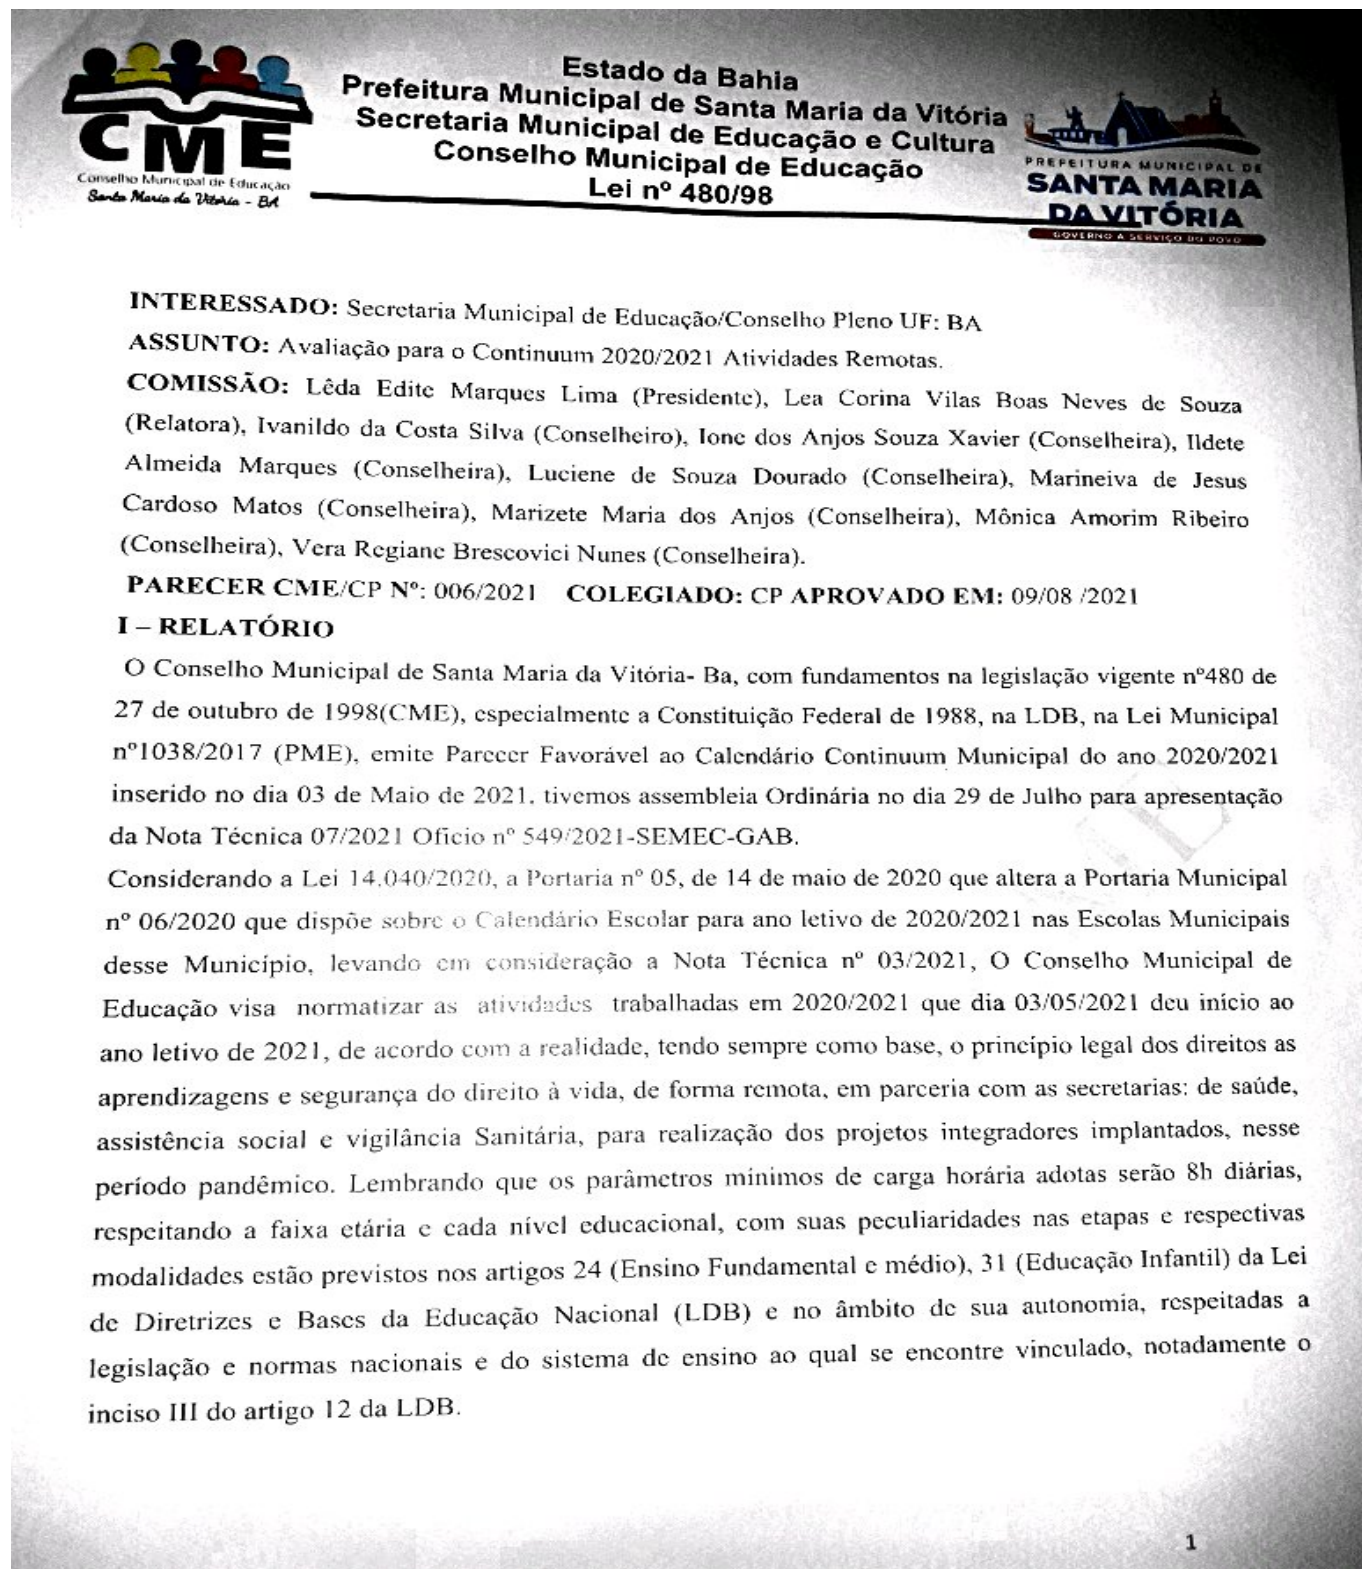 Estado da Bahia
Prefeitura Municipal de Santa Maria da Vitória
Secretaria Municipal de Educação e Cultura
Conselho Municipal de Educação
Lei nº 480/98
CME
Conselho Municipal de Educação
Santa Maria da Vitória - BA
PREFEITURA MUNICIPAL DE
SANTA MARIA
DA VITÓRIA
GOVERNO A SERVIÇO DO POVO
INTERESSADO: Secretaria Municipal de Educação/Conselho Pleno UF: BA
ASSUNTO: Avaliação para o Continuum 2020/2021 Atividades Remotas.
COMISSÃO: Lêda Edite Marques Lima (Presidente), Lea Corina Vilas Boas Neves de Souza
(Relatora), Ivanildo da Costa Silva (Conselheiro), Ione dos Anjos Souza Xavier (Conselheira), Ildete
Almeida Marques (Conselheira), Luciene de Souza Dourado (Conselheira), Marineiva de Jesus
Cardoso Matos (Conselheira), Marizete Maria dos Anjos (Conselheira), Mônica Amorim Ribeiro
(Conselheira), Vera Regiane Brescovici Nunes (Conselheira).
PARECER CME/CP Nº: 006/2021 COLEGIADO: CP APROVADO EM: 09/08 /2021
I – RELATÓRIO
O Conselho Municipal de Santa Maria da Vitória- Ba, com fundamentos na legislação vigente nº480 de
27 de outubro de 1998(CME), especialmente a Constituição Federal de 1988, na LDB, na Lei Municipal
nº1038/2017 (PME), emite Parecer Favorável ao Calendário Continuum Municipal do ano 2020/2021
inserido no dia 03 de Maio de 2021. tivemos assembleia Ordinária no dia 29 de Julho para apresentação
da Nota Técnica 07/2021 Oficio nº 549/2021-SEMEC-GAB.
Considerando a Lei 14.040/2020, a Portaria nº 05, de 14 de maio de 2020 que altera a Portaria Municipal
nº 06/2020 que dispõe sobre o Calendário Escolar para ano letivo de 2020/2021 nas Escolas Municipais
desse Município, levando em consideração a Nota Técnica nº 03/2021, O Conselho Municipal de
Educação visa normatizar as atividades trabalhadas em 2020/2021 que dia 03/05/2021 deu início ao
ano letivo de 2021, de acordo com a realidade, tendo sempre como base, o princípio legal dos direitos as
aprendizagens e segurança do direito à vida, de forma remota, em parceria com as secretarias: de saúde,
assistência social e vigilância Sanitária, para realização dos projetos integradores implantados, nesse
período pandêmico. Lembrando que os parâmetros mínimos de carga horária adotas serão 8h diárias,
respeitando a faixa etária e cada nível educacional, com suas peculiaridades nas etapas e respectivas
modalidades estão previstos nos artigos 24 (Ensino Fundamental e médio), 31 (Educação Infantil) da Lei
de Diretrizes e Bases da Educação Nacional (LDB) e no âmbito de sua autonomia, respeitadas a
legislação e normas nacionais e do sistema de ensino ao qual se encontre vinculado, notadamente o
inciso III do artigo 12 da LDB.
1